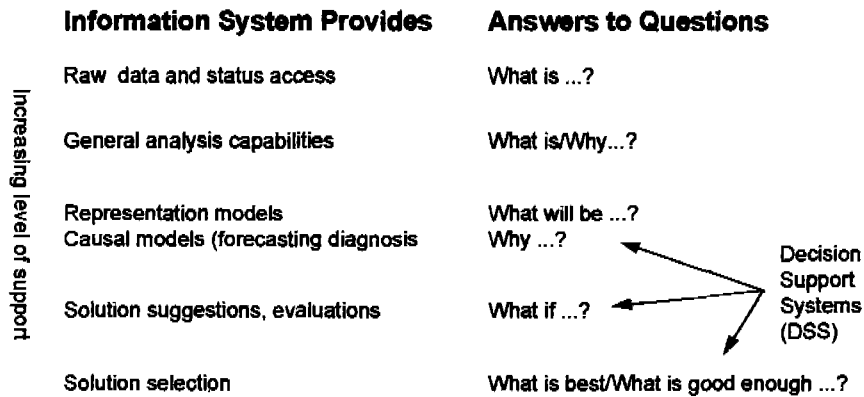 Information System Provides Answers to Questions
Increasing level of support
Raw data and status access What is ...?
General analysis capabilities What is/Why...?
Representation models What will be ...?
Causal models (forecasting diagnosis Why ...?
Solution suggestions, evaluations What if ...?
Solution selection What is best/What is good enough ...?
Decision
Support
Systems
(DSS)